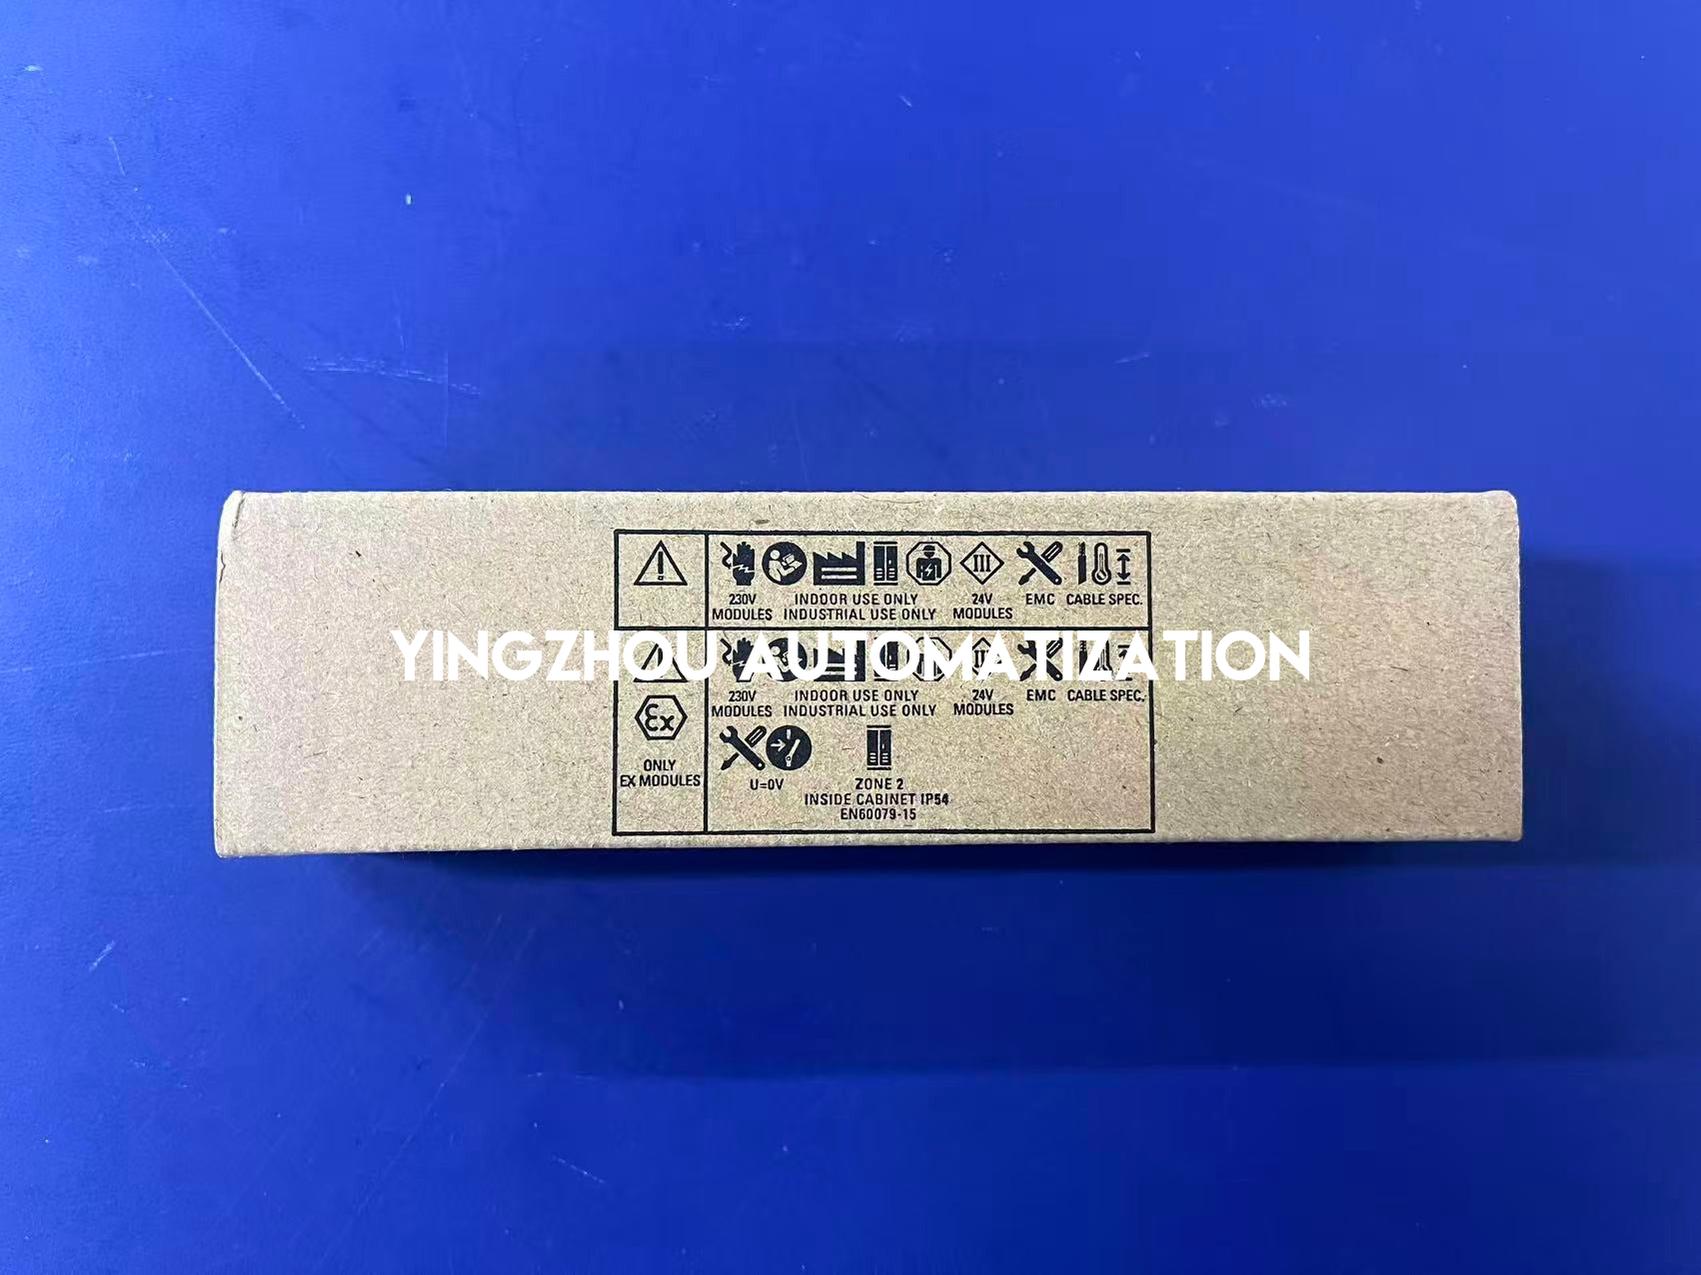 230V MODULES INDOOR USE ONLY INDUSTRIAL USE ONLY 24V MODULES EMC CABLE SPEC.
III
YINGZHOU AUTOMATIZATION
230V MODULES INDOOR USE ONLY INDUSTRIAL USE ONLY 24V MODULES EMC CABLE SPEC.
Ex
ONLY
EX MODULES
U=0V
ZONE 2
INSIDE CABINET IP54
EN60079-15